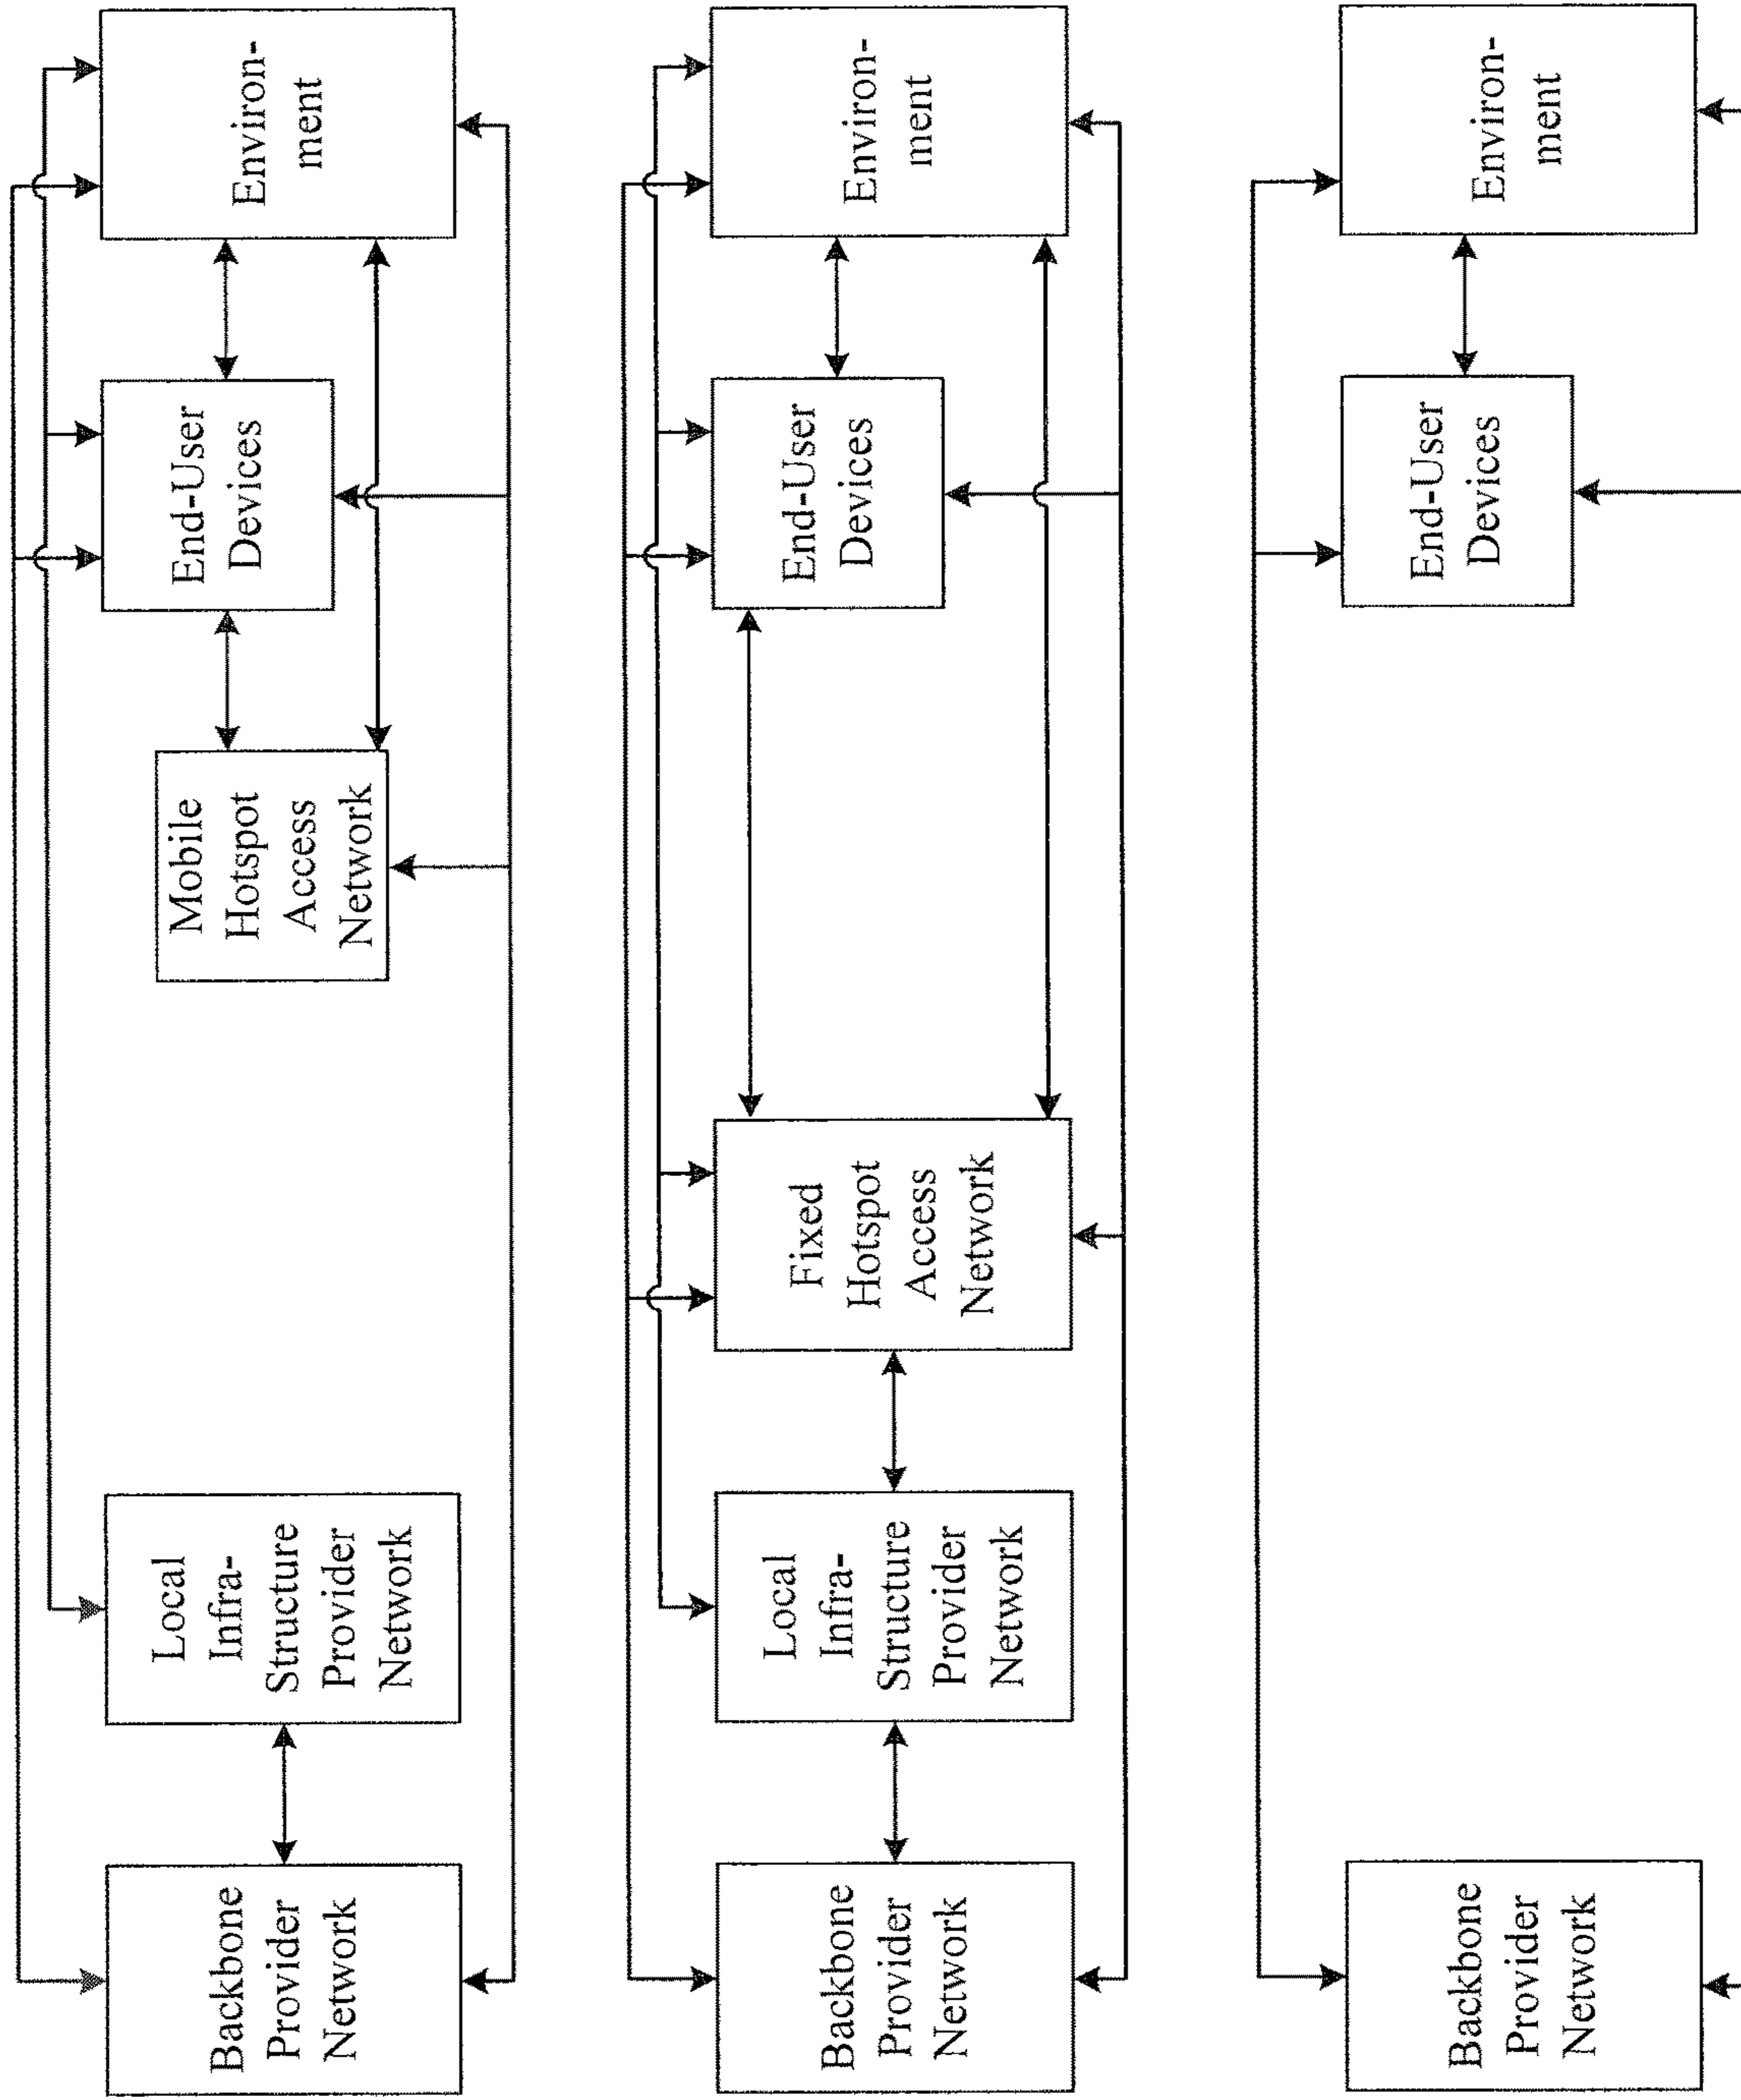 Backbone
Provider
Network
Local
Infra-
Structure
Provider
Network
Mobile
Hotspot
Access
Network
End-User
Devices
Environ-
ment
Backbone
Provider
Network
Local
Infra-
Structure
Provider
Network
Fixed
Hotspot
Access
Network
End-User
Devices
Environ-
ment
Backbone
Provider
Network
End-User
Devices
Environ-
ment